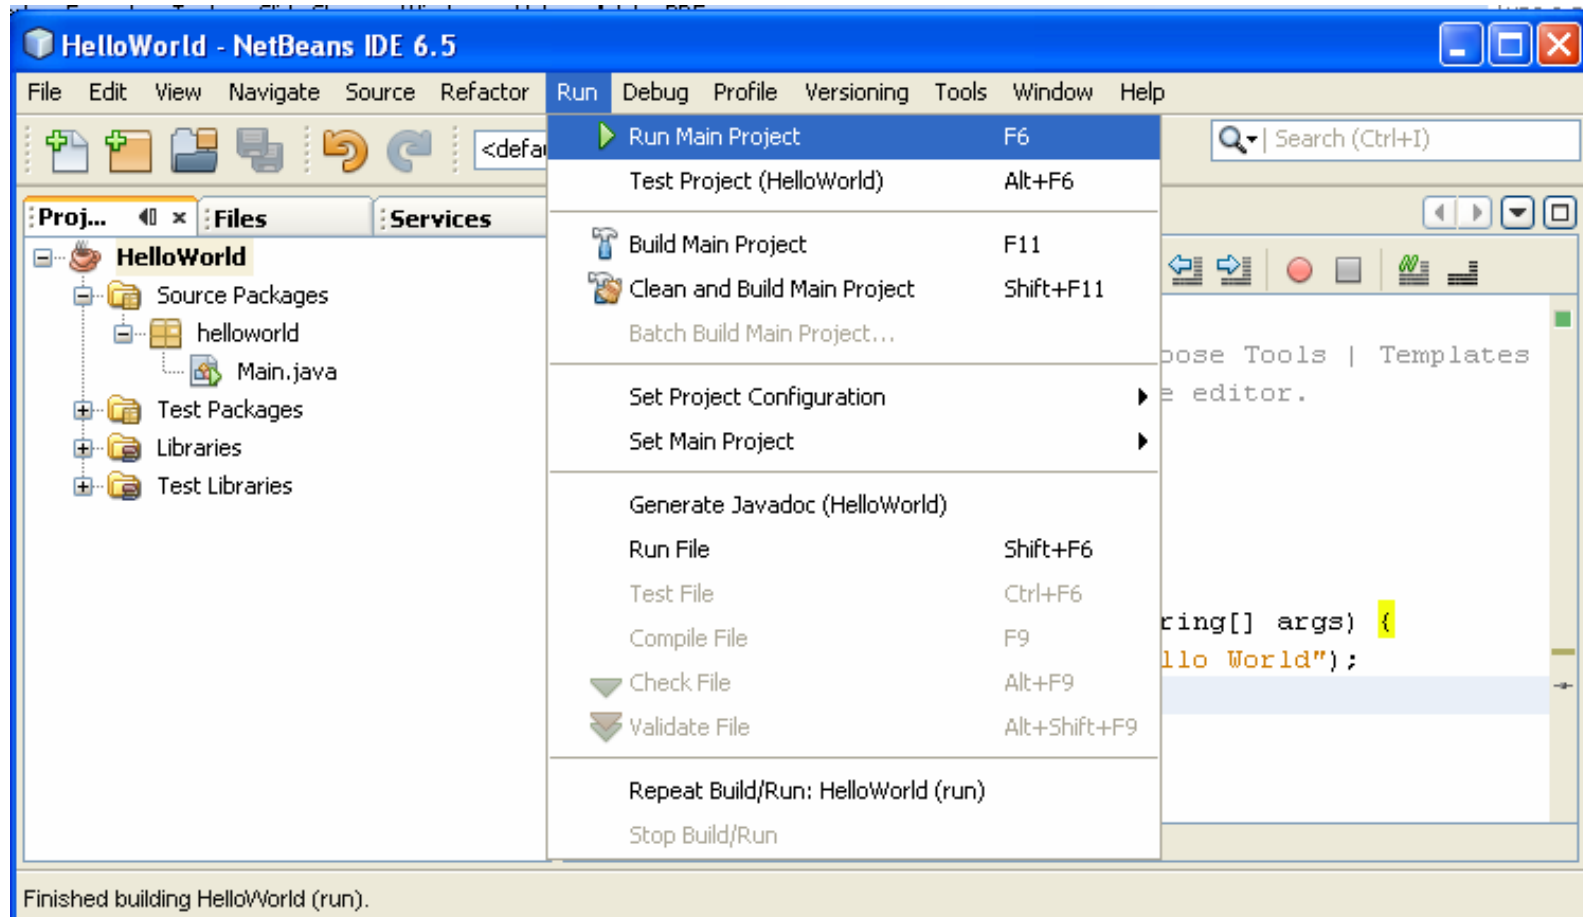 HelloWorld - NetBeans IDE 6.5
File Edit View Navigate Source Refactor Run Debug Profile Versioning Tools Window Help
<defau
Search (Ctrl+I)
Run Main Project F6
Test Project (HelloWorld) Alt+F6
Build Main Project F11
Clean and Build Main Project Shift+F11
Batch Build Main Project...
Set Project Configuration
Set Main Project
Generate Javadoc (HelloWorld)
Run File Shift+F6
Test File Ctrl+F6
Compile File F9
Check File Alt+F9
Validate File Alt+Shift+F9
Repeat Build/Run: HelloWorld (run)
Stop Build/Run
Proj... Files Services
HelloWorld
Source Packages
helloworld
Main.java
Test Packages
Libraries
Test Libraries
oose Tools | Templates
e editor.
ring[] args) {
llo World");
Finished building HelloWorld (run).